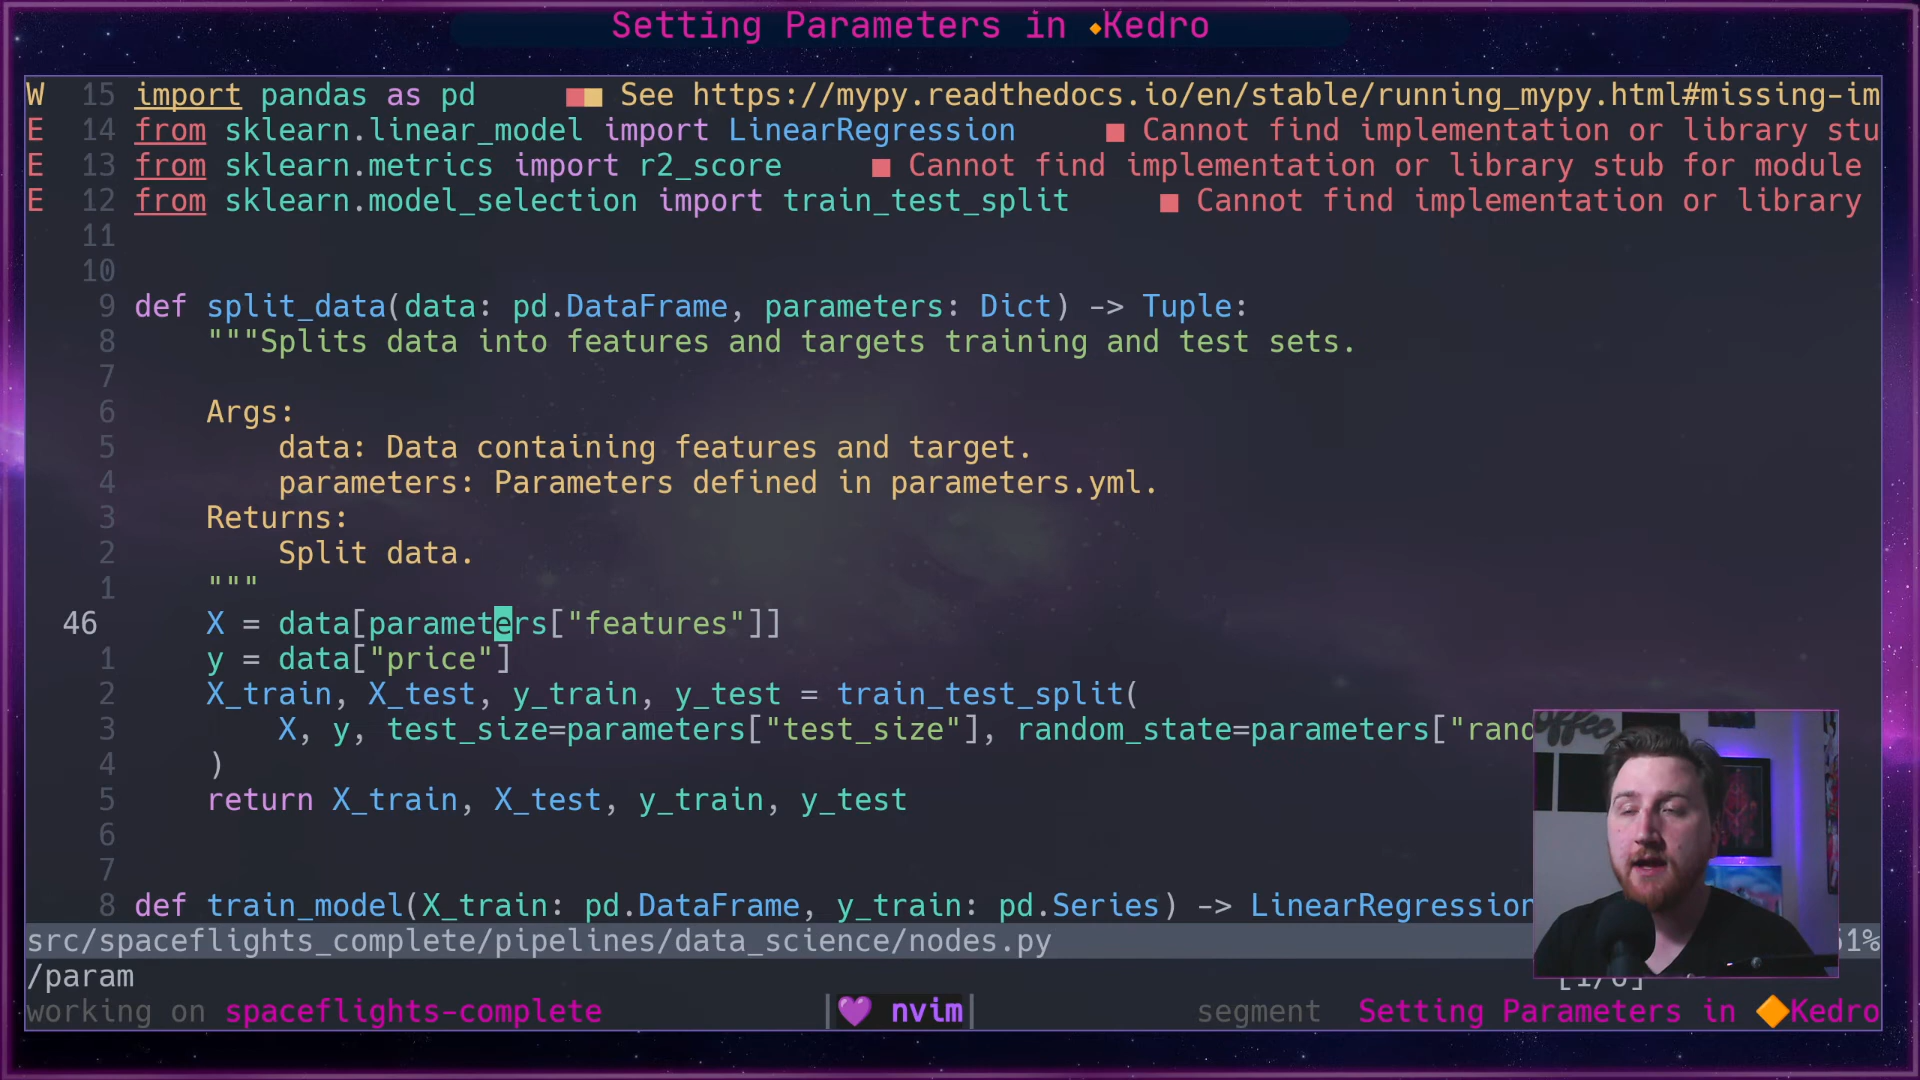 Setting Parameters in 🔸Kedro
W 15 import pandas as pd ■■ See https://mypy.readthedocs.io/en/stable/running_mypy.html#missing-im
E 14 from sklearn.linear_model import LinearRegression ■ Cannot find implementation or library stu
E 13 from sklearn.metrics import r2_score ■ Cannot find implementation or library stub for module
E 12 from sklearn.model_selection import train_test_split ■ Cannot find implementation or library
11
10
9 def split_data(data: pd.DataFrame, parameters: Dict) -> Tuple:
8 """Splits data into features and targets training and test sets.
7
6 Args:
5 data: Data containing features and target.
4 parameters: Parameters defined in parameters.yml.
3 Returns:
2 Split data.
1 """
46 X = data[parameters["features"]]
1 y = data["price"]
2 X_train, X_test, y_train, y_test = train_test_split(
3 X, y, test_size=parameters["test_size"], random_state=parameters["rand
4 )
5 return X_train, X_test, y_train, y_test
6
7
8 def train_model(X_train: pd.DataFrame, y_train: pd.Series) -> LinearRegression
src/spaceflights_complete/pipelines/data_science/nodes.py 51%
/param
working on spaceflights-complete |💜 nvim| segment Setting Parameters in 🔶Kedro